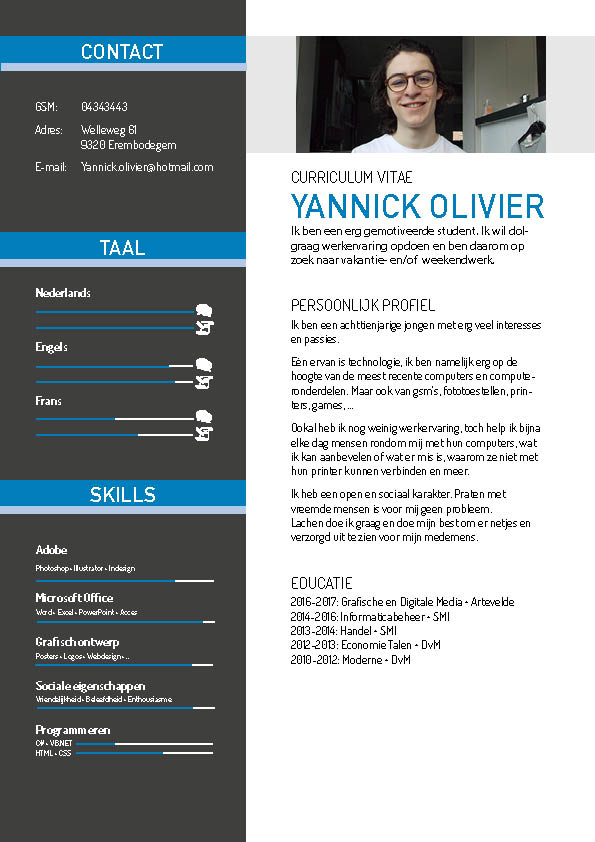 CONTACT
GSM: 04343443
Adres: Welleweg 61
9320 Erembodegem
E-mail: Yannick.olivier@hotmail.com
TAAL
Nederlands
Engels
Frans
SKILLS
Adobe
Photoshop • Illustrator • Indesign
Microsoft Office
Word • Excel • PowerPoint • Acces
Grafisch ontwerp
Posters • Logos • Webdesign • ...
Sociale eigenschappen
Vriendelijkheid • Beleefdheid • Enthousiasme
Programmeren
C# • VB.NET
HTML • CSS
CURRICULUM VITAE
YANNICK OLIVIER
Ik ben een erg gemotiveerde student. Ik wil dol-
graag werkervaring opdoen en ben daarom op
zoek naar vakantie- en/of weekendwerk.
PERSOONLIJK PROFIEL
Ik ben een achttienjarige jongen met erg veel interesses
en passies.
Eén ervan is technologie, ik ben namelijk erg op de
hoogte van de meest recente computers en compute-
ronderdelen. Maar ook van gsm's, fototoestellen, prin-
ters, games, ...
Ookal heb ik nog weinig werkervaring, toch help ik bijna
elke dag mensen rondom mij met hun computers, wat
ik kan aanbevelen of wat er mis is, waarom ze niet met
hun printer kunnen verbinden en meer.
Ik heb een open en sociaal karakter. Praten met
vreemde mensen is voor mij geen probleem.
Lachen doe ik graag en doe mijn best om er netjes en
verzorgd uit te zien voor mijn medemens.
EDUCATIE
2016-2017: Grafische en Digitale Media • Artevelde
2014-2016: Informaticabeheer • SMI
2013-2014: Handel • SMI
2012-2013: Economie Talen • DvM
2010-2012: Moderne • DvM